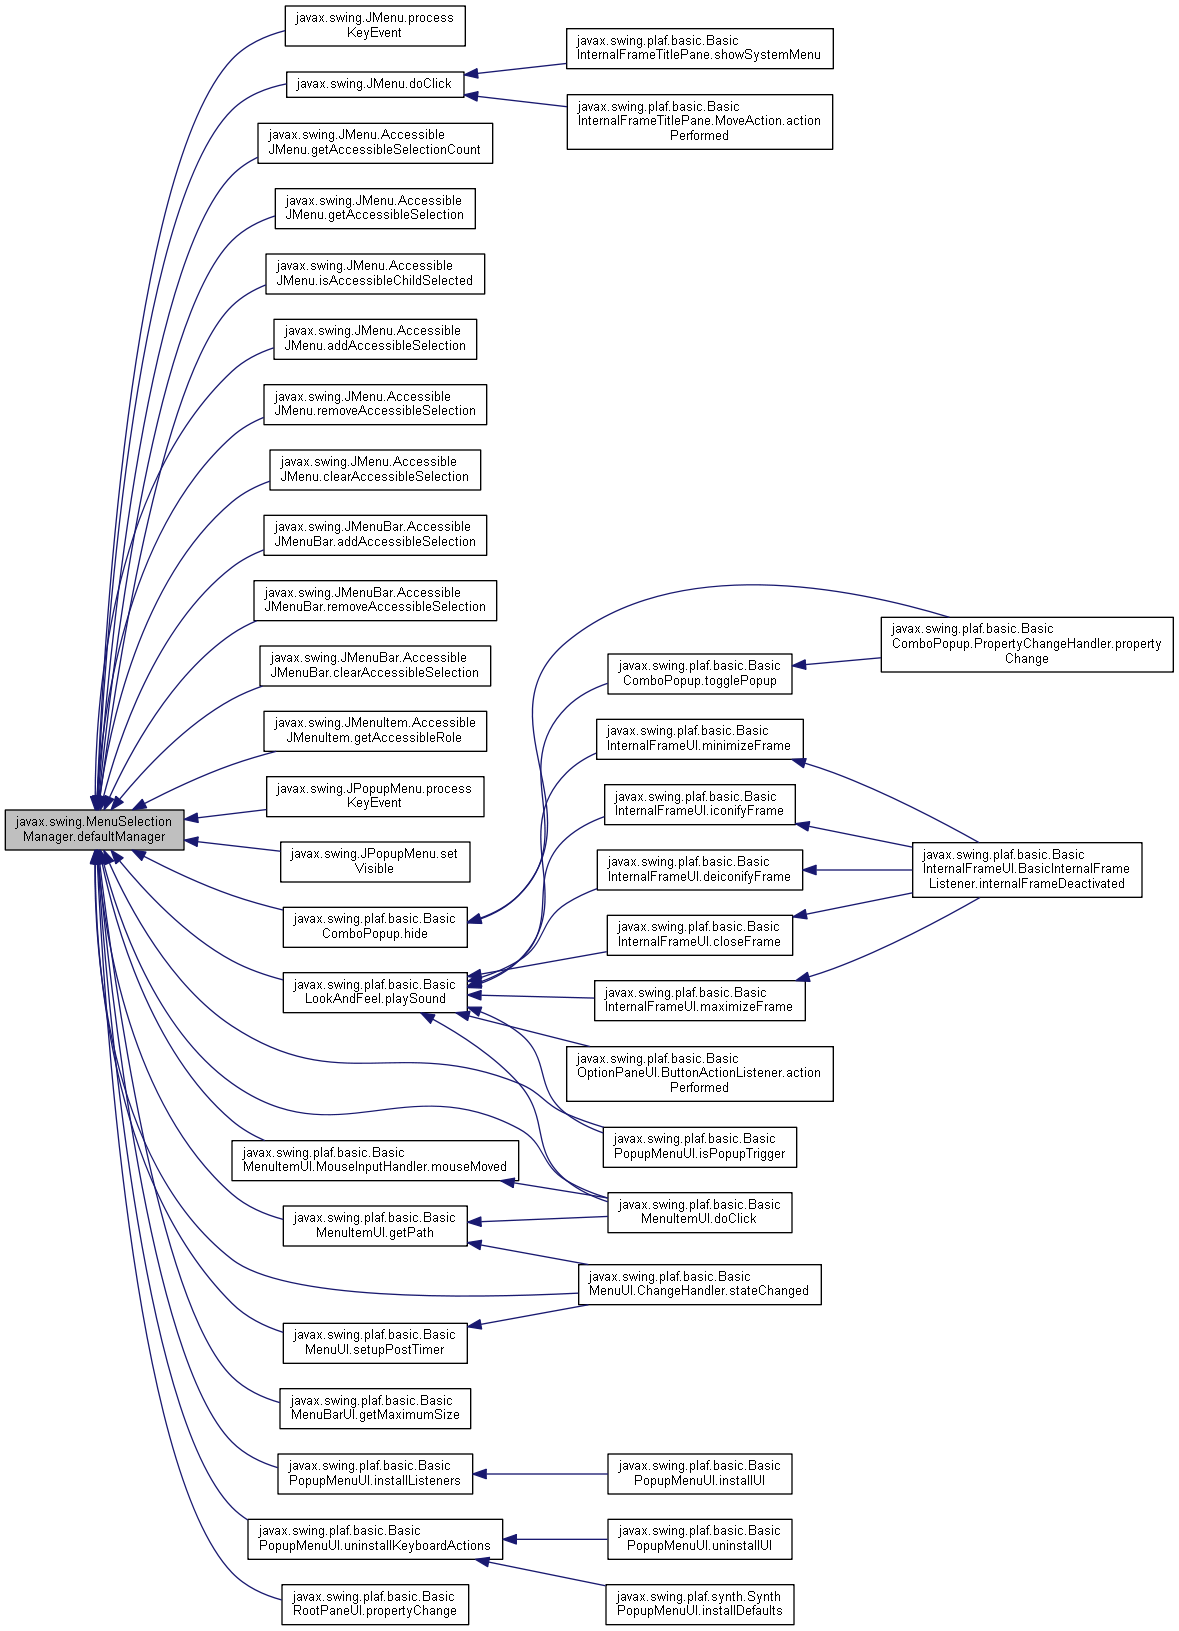 javax.swing.JMenu.process
KeyEvent
javax.swing.plaf.basic.Basic
InternalFrameTitlePane.showSystemMenu
javax.swing.JMenu.doClick
javax.swing.plaf.basic.Basic
InternalFrameTitlePane.MoveAction.action
Performed
javax.swing.JMenu.Accessible
JMenu.getAccessibleSelectionCount
javax.swing.JMenu.Accessible
JMenu.getAccessibleSelection
javax.swing.JMenu.Accessible
JMenu.isAccessibleChildSelected
javax.swing.JMenu.Accessible
JMenu.addAccessibleSelection
javax.swing.JMenu.Accessible
JMenu.removeAccessibleSelection
javax.swing.JMenu.Accessible
JMenu.clearAccessibleSelection
javax.swing.JMenuBar.Accessible
JMenuBar.addAccessibleSelection
javax.swing.JMenuBar.Accessible
JMenuBar.removeAccessibleSelection
javax.swing.plaf.basic.Basic
ComboPopup.PropertyChangeHandler.property
Change
javax.swing.JMenuBar.Accessible
JMenuBar.clearAccessibleSelection
javax.swing.plaf.basic.Basic
ComboPopup.togglePopup
javax.swing.JMenuItem.Accessible
JMenuItem.getAccessibleRole
javax.swing.plaf.basic.Basic
InternalFrameUI.minimizeFrame
javax.swing.JPopupMenu.process
KeyEvent
javax.swing.plaf.basic.Basic
InternalFrameUI.iconifyFrame
javax.swing.MenuSelection
Manager.defaultManager
javax.swing.JPopupMenu.set
Visible
javax.swing.plaf.basic.Basic
InternalFrameUI.deiconifyFrame
javax.swing.plaf.basic.Basic
InternalFrameUI.BasicInternalFrame
Listener.internalFrameDeactivated
javax.swing.plaf.basic.Basic
ComboPopup.hide
javax.swing.plaf.basic.Basic
InternalFrameUI.closeFrame
javax.swing.plaf.basic.Basic
LookAndFeel.playSound
javax.swing.plaf.basic.Basic
InternalFrameUI.maximizeFrame
javax.swing.plaf.basic.Basic
OptionPaneUI.ButtonActionListener.action
Performed
javax.swing.plaf.basic.Basic
PopupMenuUI.isPopupTrigger
javax.swing.plaf.basic.Basic
MenuItemUI.MouseInputHandler.mouseMoved
javax.swing.plaf.basic.Basic
MenuItemUI.doClick
javax.swing.plaf.basic.Basic
MenuItemUI.getPath
javax.swing.plaf.basic.Basic
MenuUI.ChangeHandler.stateChanged
javax.swing.plaf.basic.Basic
MenuUI.setupPostTimer
javax.swing.plaf.basic.Basic
MenuBarUI.getMaximumSize
javax.swing.plaf.basic.Basic
PopupMenuUI.installListeners
javax.swing.plaf.basic.Basic
PopupMenuUI.installUI
javax.swing.plaf.basic.Basic
PopupMenuUI.uninstallKeyboardActions
javax.swing.plaf.basic.Basic
PopupMenuUI.uninstallUI
javax.swing.plaf.basic.Basic
RootPaneUI.propertyChange
javax.swing.plaf.synth.Synth
PopupMenuUI.installDefaults